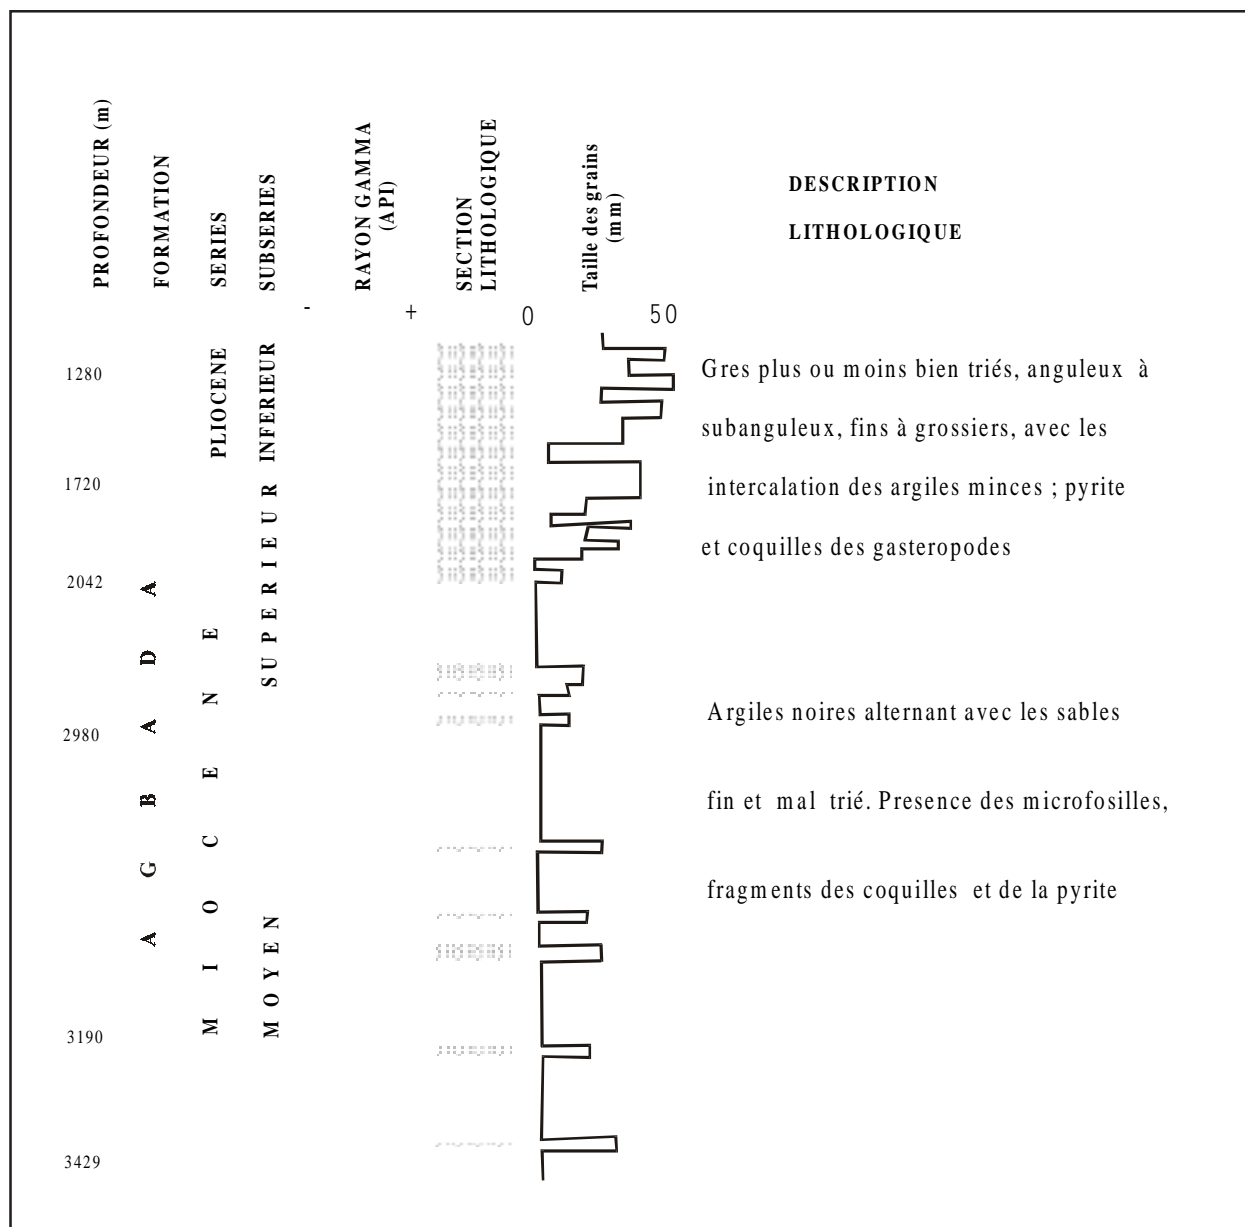 PROFONDEUR (m)
FORMATION
SERIES
SUBSERIES
RAYON GAMMA
(API)
SECTION
LITHOLOGIQUE
Taille des grains
(mm)
DESCRIPTION
LITHOLOGIQUE
- +
0 50
1280
1720
2042
2980
3190
3429
AGBADA
PLIOCENE
MIOCENE
INFERIEUR
SUPERIEUR
MOYEN
Gres plus ou moins bien triés, anguleux à
subanguleux, fins à grossiers, avec les
intercalation des argiles minces ; pyrite
et coquilles des gasteropodes
Argiles noires alternant avec les sables
fin et mal trié. Presence des microfosilles,
fragments des coquilles et de la pyrite